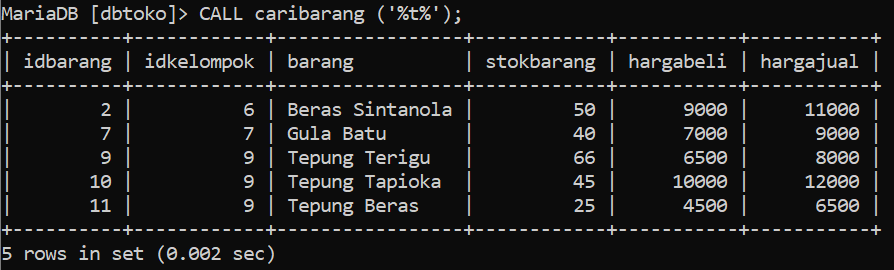 MariaDB [dbtoko]> CALL caribarang ('%t%');
+----------+------------+-----------------+------------+-----------+-----------+
| idbarang | idkelompok | barang          | stokbarang | hargabeli | hargajual |
+----------+------------+-----------------+------------+-----------+-----------+
|        2 |          6 | Beras Sintanola |         50 |      9000 |     11000 |
|        7 |          7 | Gula Batu       |         40 |      7000 |      9000 |
|        9 |          9 | Tepung Terigu   |         66 |      6500 |      8000 |
|       10 |          9 | Tepung Tapioka  |         45 |     10000 |     12000 |
|       11 |          9 | Tepung Beras    |         25 |      4500 |      6500 |
+----------+------------+-----------------+------------+-----------+-----------+
5 rows in set (0.002 sec)